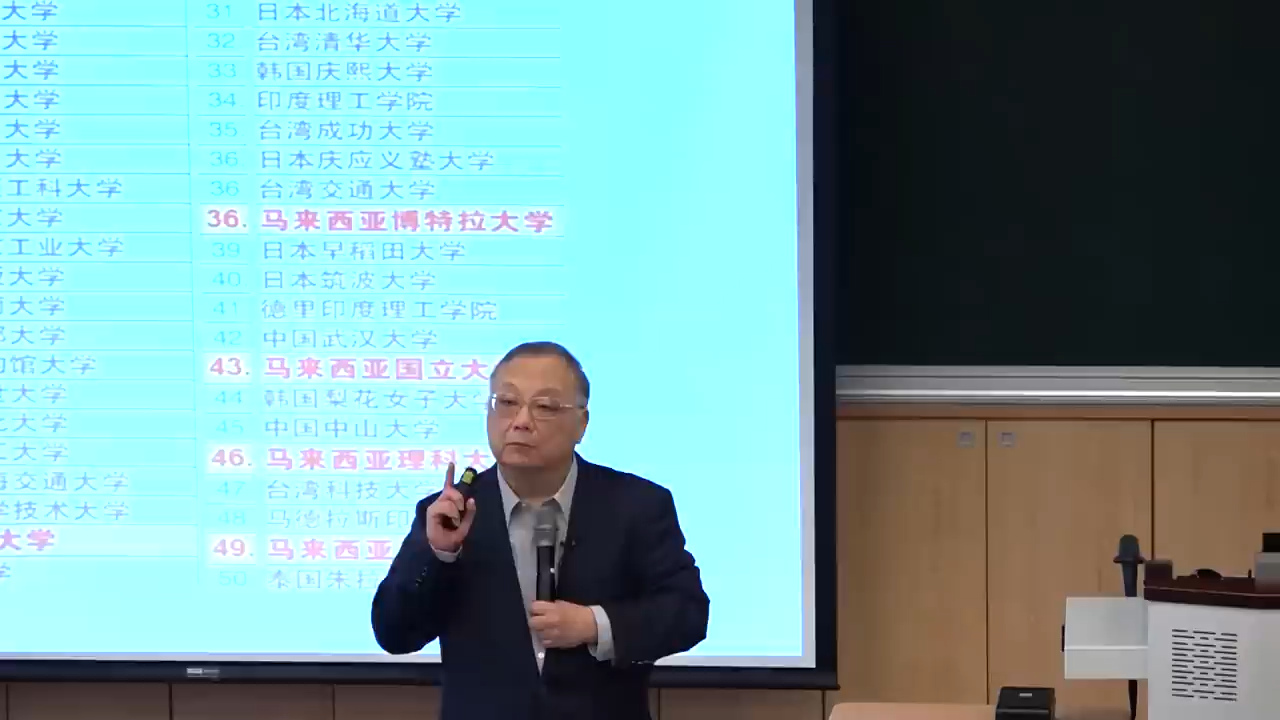 大学
大学
大学
大学
大学
大学
工科大学
大学
工业大学
大学
大学
大学
馆大学
大学
大学
大学
交通大学
学技术大学
大学
学
31 日本北海道大学
32 台湾清华大学
33 韩国庆熙大学
34 印度理工学院
35 台湾成功大学
36 日本庆应义塾大学
36 台湾交通大学
36. 马来西亚博特拉大学
39 日本早稻田大学
40 日本筑波大学
41 德里印度理工学院
42 中国武汉大学
43. 马来西亚国立大
44 韩国梨花女子大学
45 中国中山大学
46. 马来西亚理科大
47 台湾科技大学
48 马德拉斯印
49. 马来西亚
50 泰国朱拉